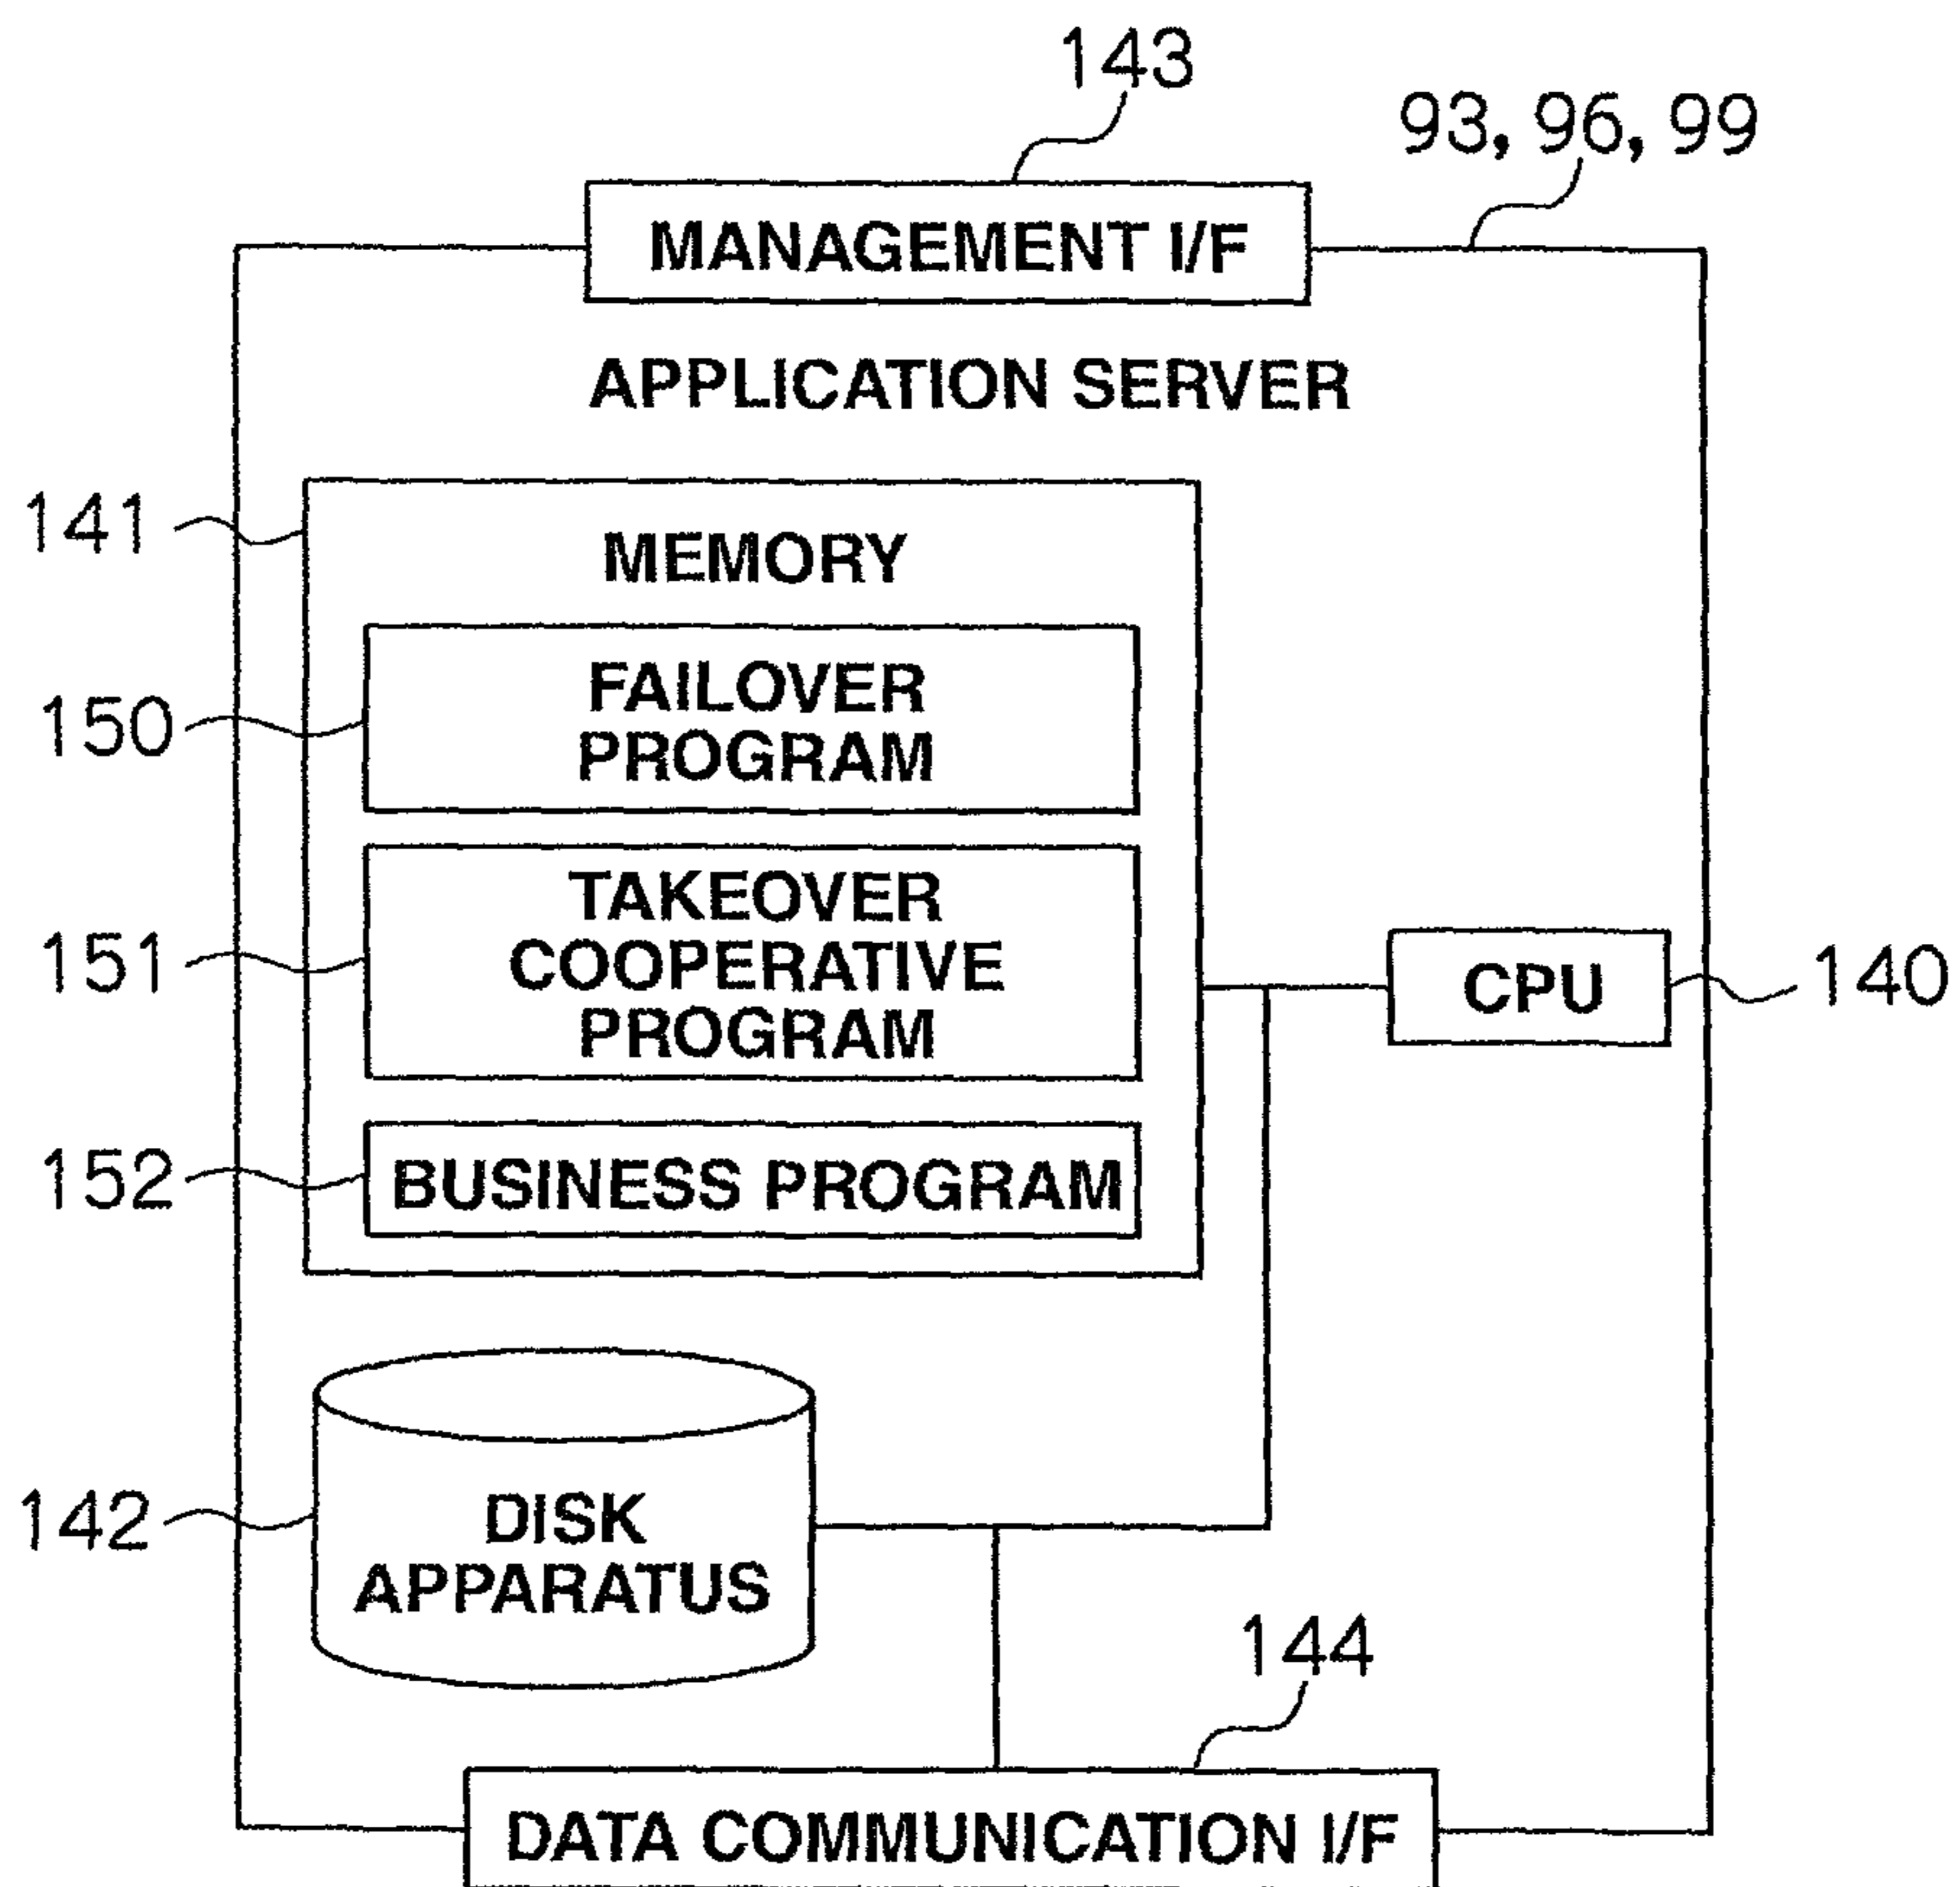 143
93, 96, 99
MANAGEMENT I/F
APPLICATION SERVER
141
MEMORY
150
FAILOVER
PROGRAM
151
TAKEOVER
COOPERATIVE
PROGRAM
CPU
140
152
BUSINESS PROGRAM
142
DISK
APPARATUS
144
DATA COMMUNICATION I/F